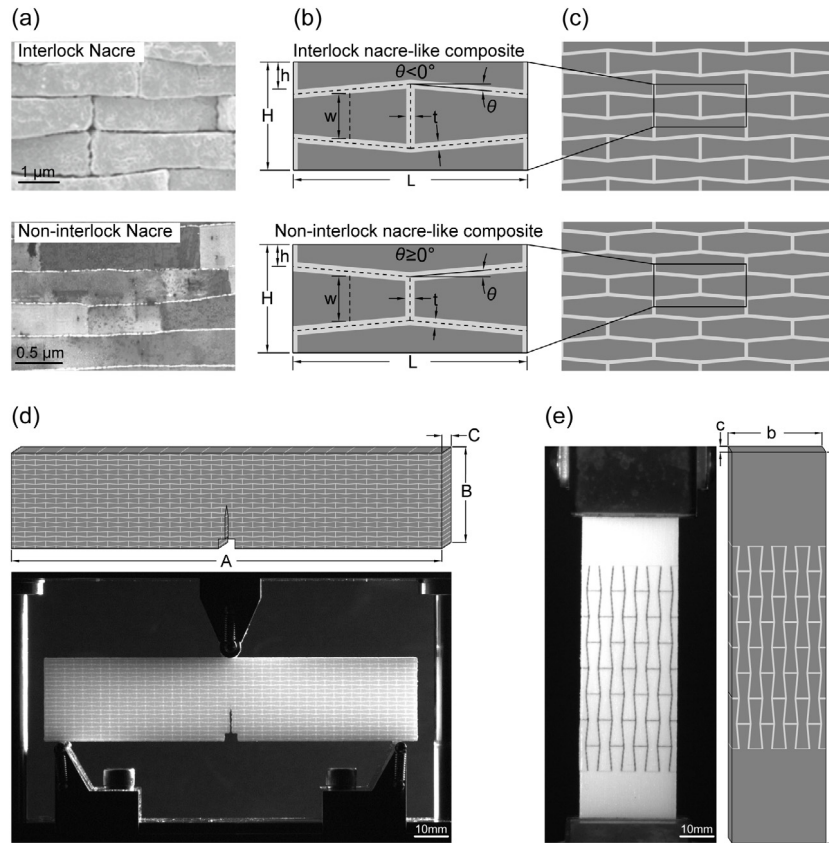 (a)
(b)
(c)
Interlock Nacre
1 μm
Interlock nacre-like composite
θ<0°
h
H
w
t
θ
L
Non-interlock Nacre
0.5 μm
Non-interlock nacre-like composite
θ≥0°
h
H
w
t
θ
L
(d)
C
B
A
10mm
(e)
c
b
10mm